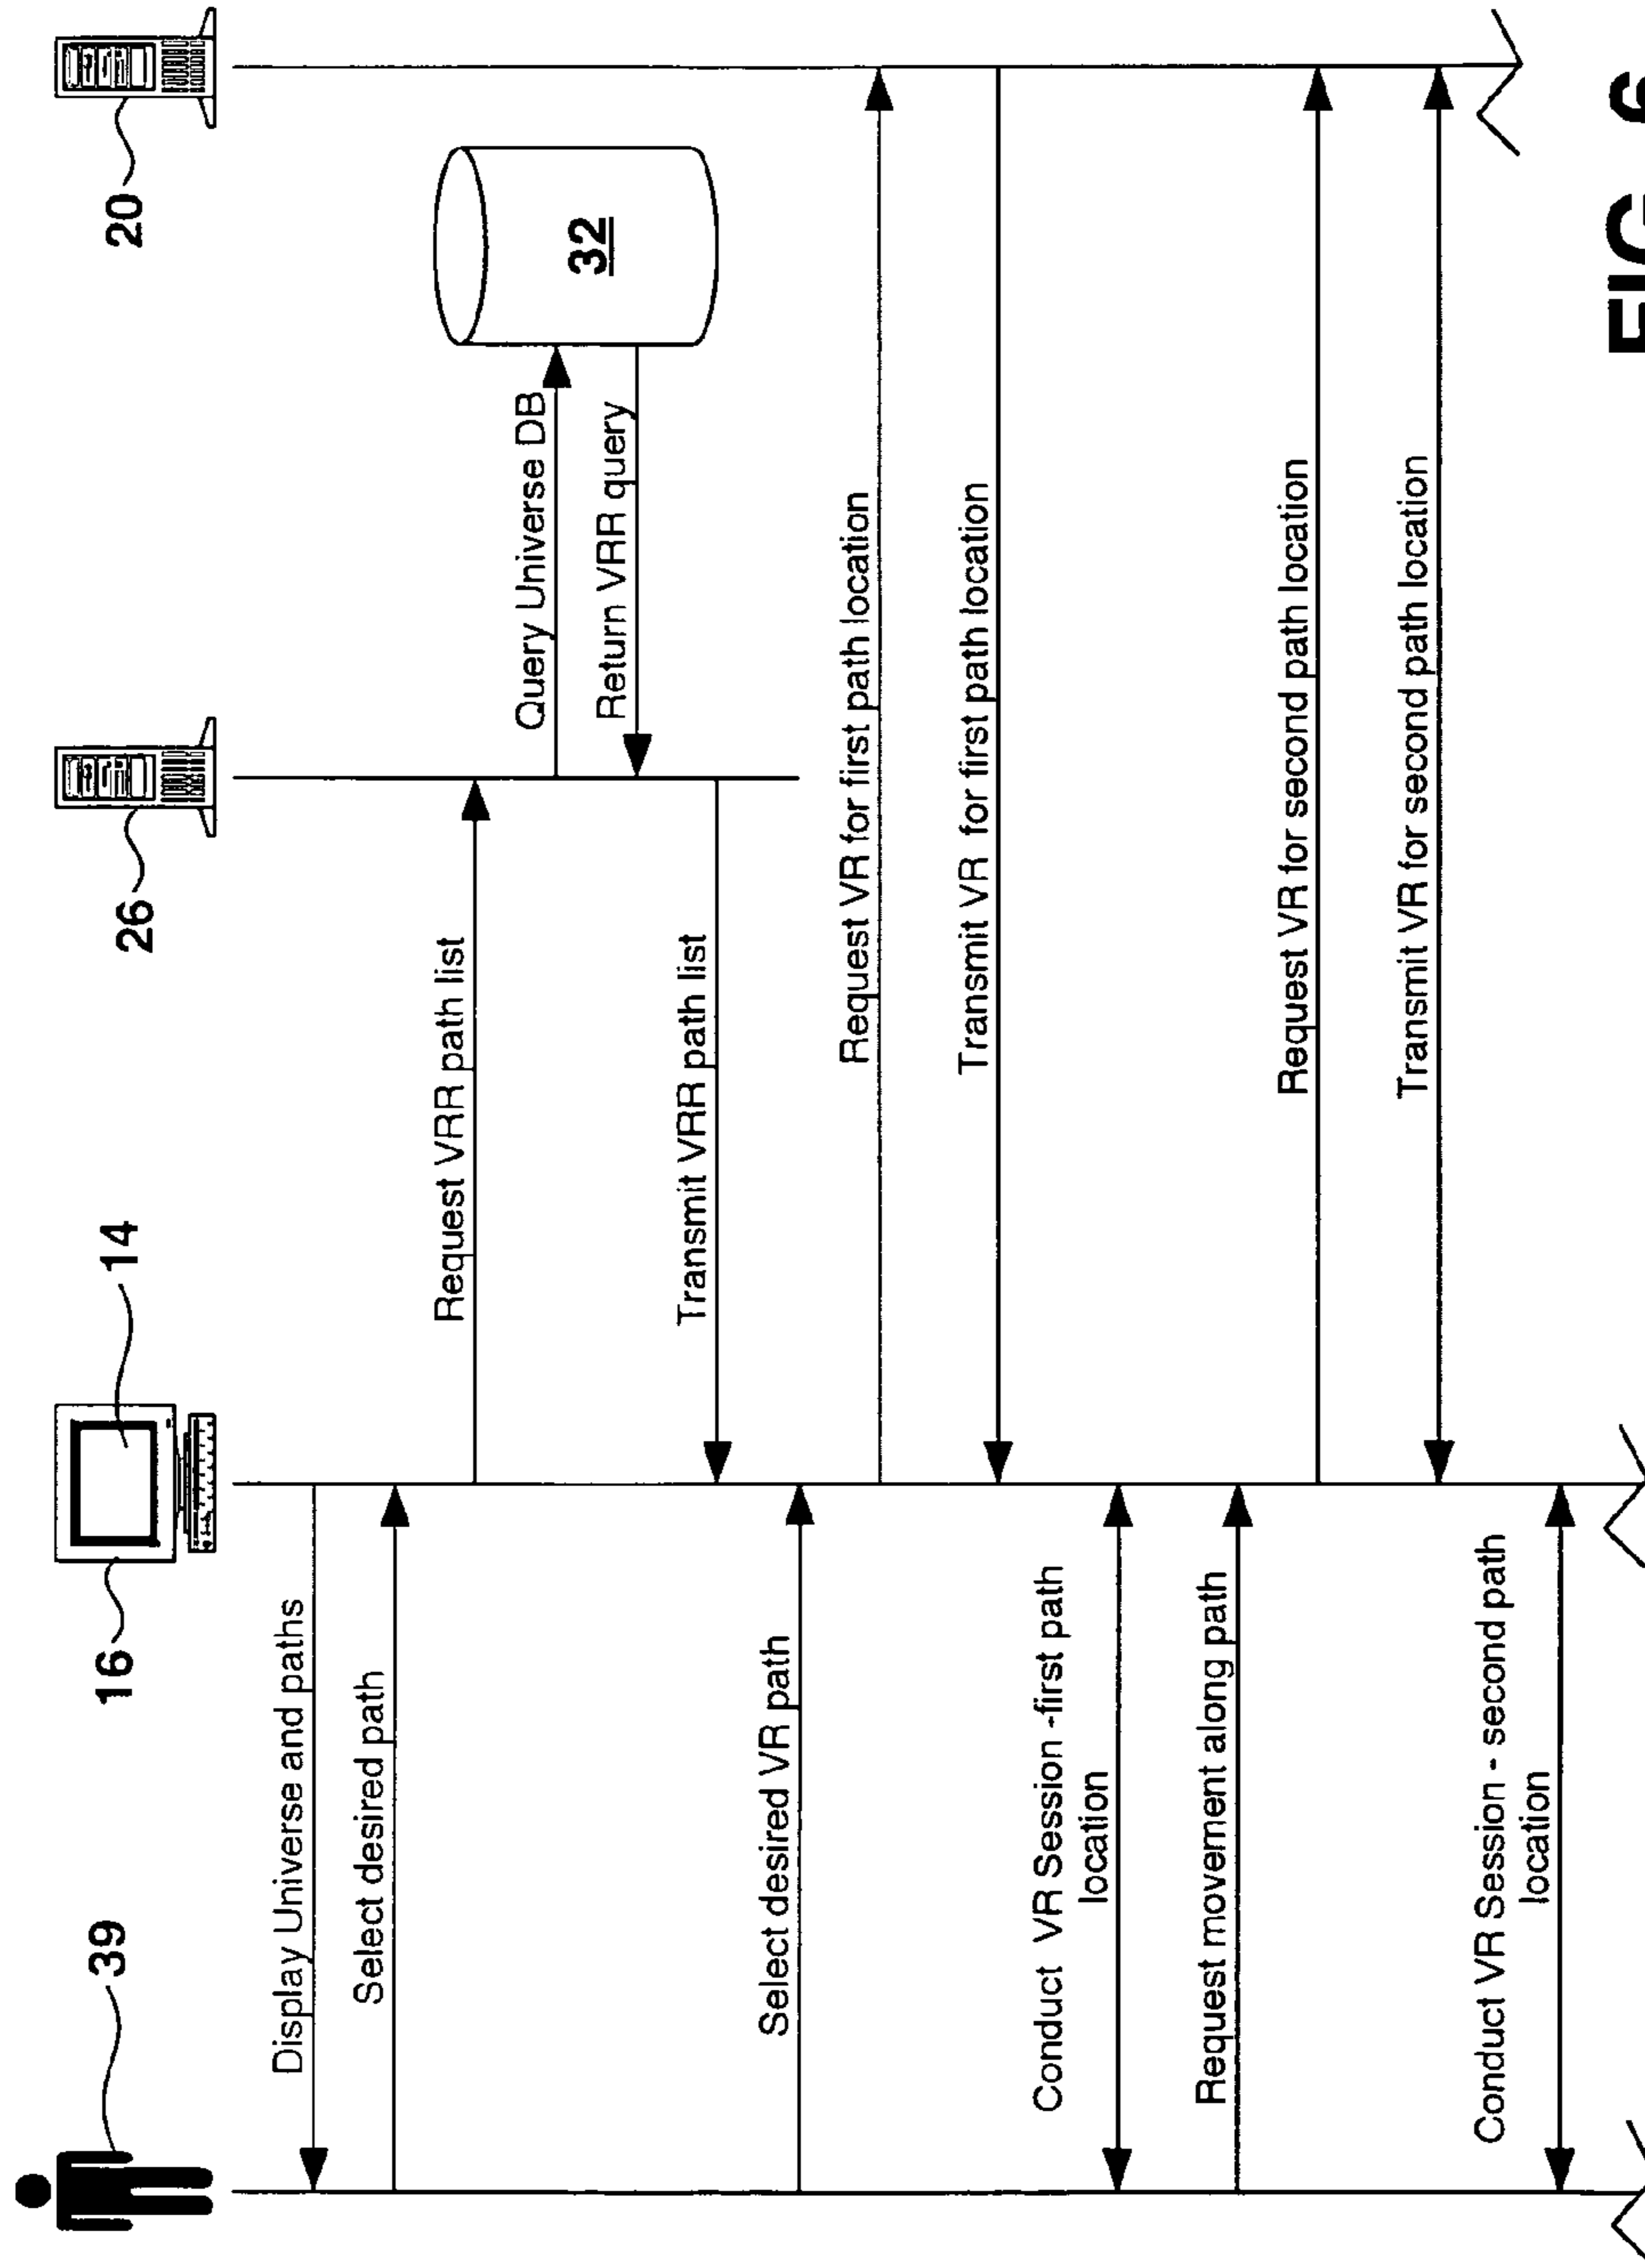 39
16
14
26
20
Display Universe and paths
Select desired path
Request VRR path list
Query Universe DB
32
Return VRR query
Transmit VRR path list
Select desired VR path
Request VR for first path location
Transmit VR for first path location
Conduct VR Session -first path
location
Request movement along path
Request VR for second path location
Transmit VR for second path location
Conduct VR Session - second path
location
FIG. 6